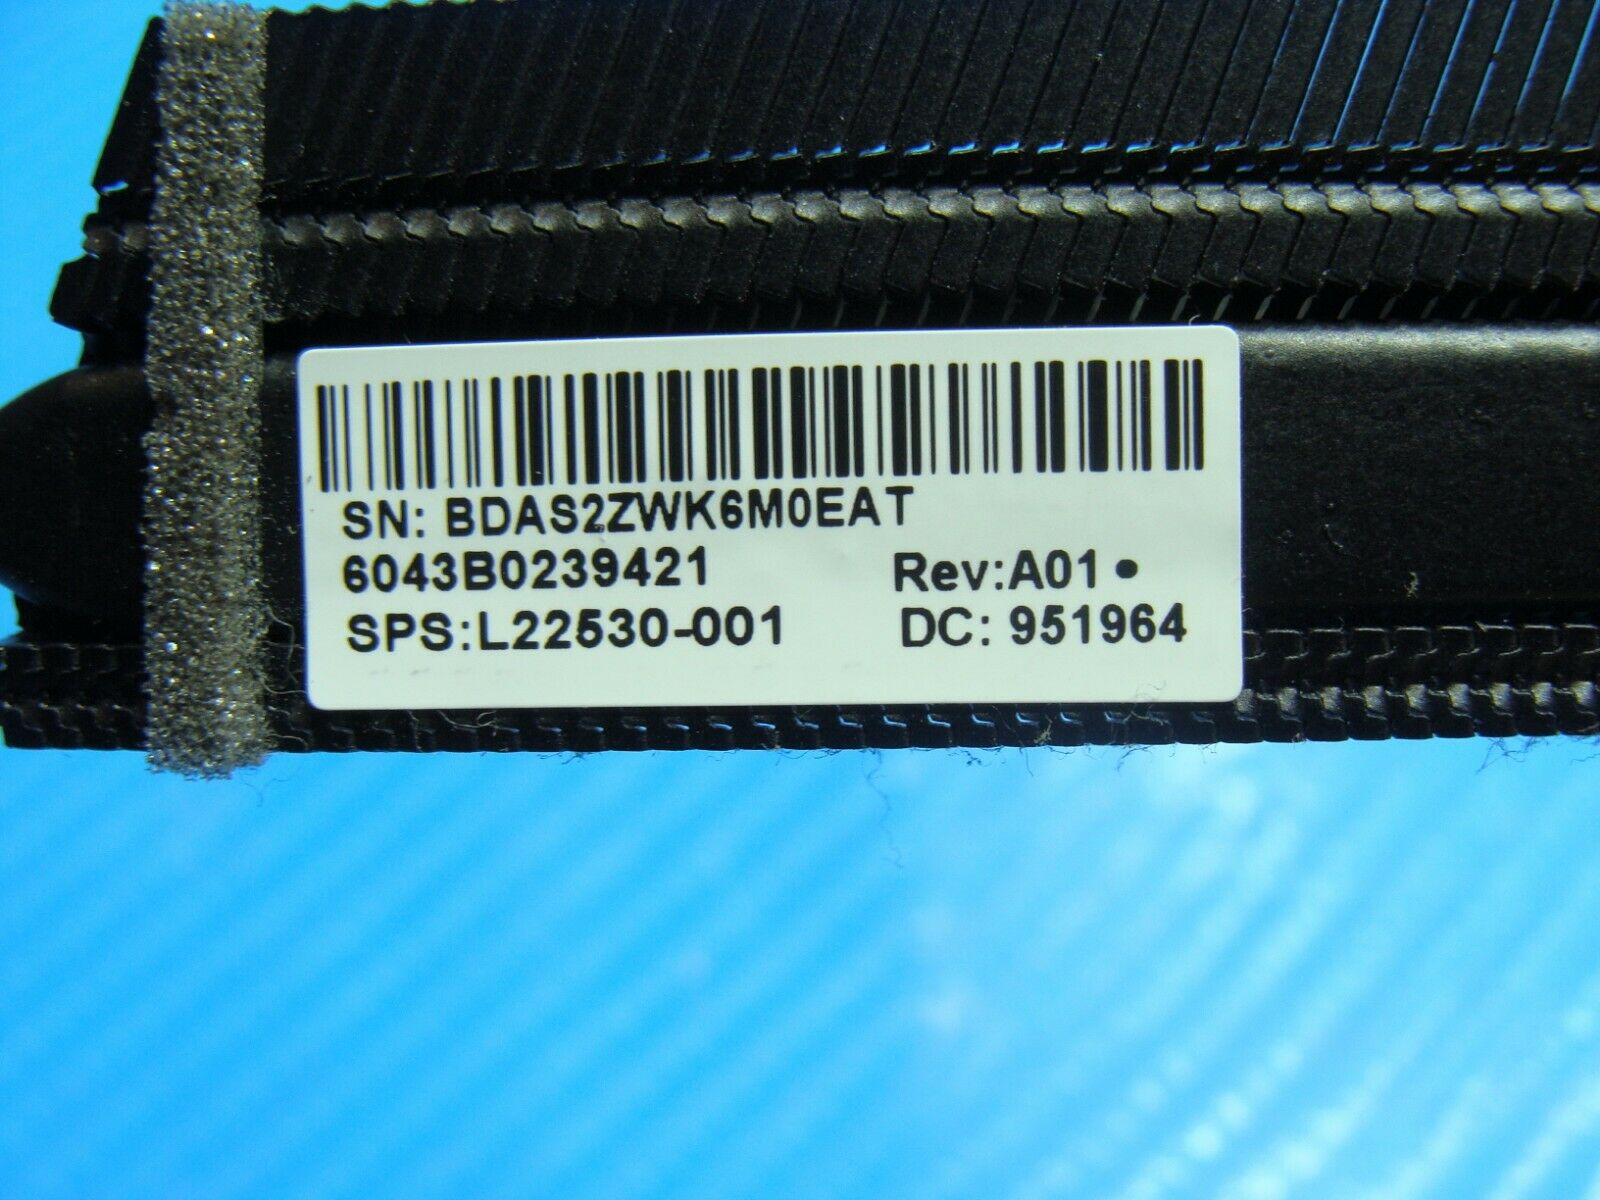 SN: BDAS2ZWK6M0EAT
6043B0239421 Rev:A01 •
SPS:L22530-001 DC: 951964